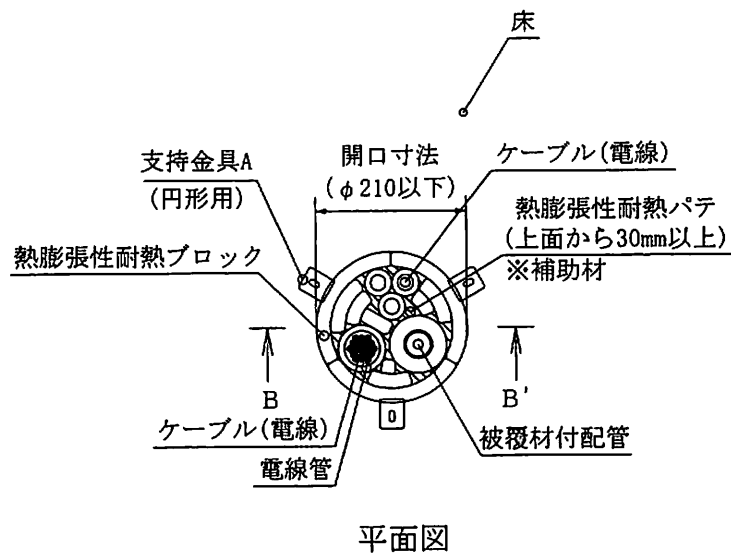 床
支持金具A
(円形用)
開口寸法
(φ210以下)
ケーブル(電線)
熱膨張性耐熱パテ
(上面から30mm以上)
※補助材
熱膨張性耐熱ブロック
B
B'
ケーブル(電線)
電線管
被覆材付配管
平面図